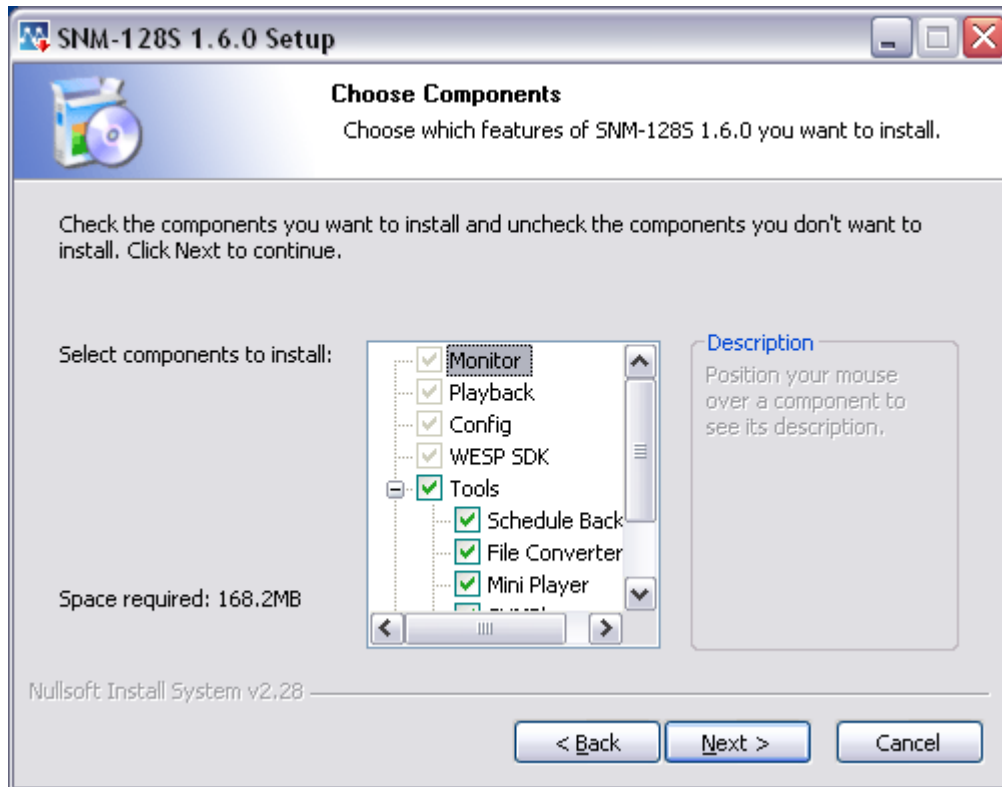 SNM-128S 1.6.0 Setup
Choose Components
Choose which features of SNM-128S 1.6.0 you want to install.
Check the components you want to install and uncheck the components you don't want to
install. Click Next to continue.
Select components to install:
Monitor
Playback
Config
WESP SDK
Tools
Schedule Back
File Converter
Mini Player
Description
Position your mouse
over a component to
see its description.
Space required: 168.2MB
Nullsoft Install System v2.28
< Back
Next >
Cancel